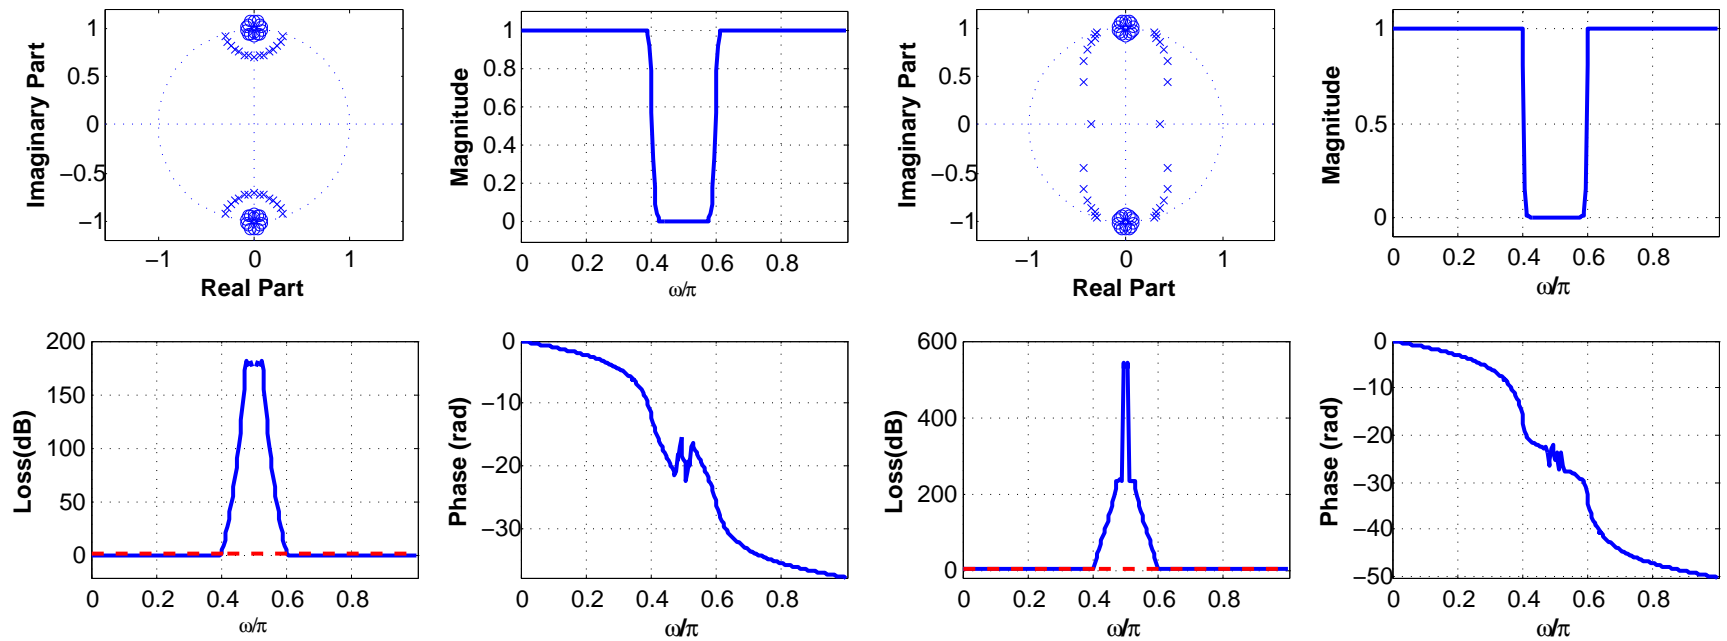 1
0.5
0
−0.5
−1
Imaginary Part
−1 0 1
Real Part
1
0.8
0.6
0.4
0.2
0
Magnitude
0 0.2 0.4 0.6 0.8
ω/π
1
0.5
0
−0.5
−1
Imaginary Part
−1 0 1
Real Part
1
0.5
0
Magnitude
0 0.2 0.4 0.6 0.8
ω/π
200
150
100
50
0
Loss(dB)
0 0.2 0.4 0.6 0.8
ω/π
0
−10
−20
−30
Phase (rad)
0 0.2 0.4 0.6 0.8
ω/π
600
400
200
0
Loss(dB)
0 0.2 0.4 0.6 0.8
ω/π
0
−10
−20
−30
−40
−50
Phase (rad)
0 0.2 0.4 0.6 0.8
ω/π